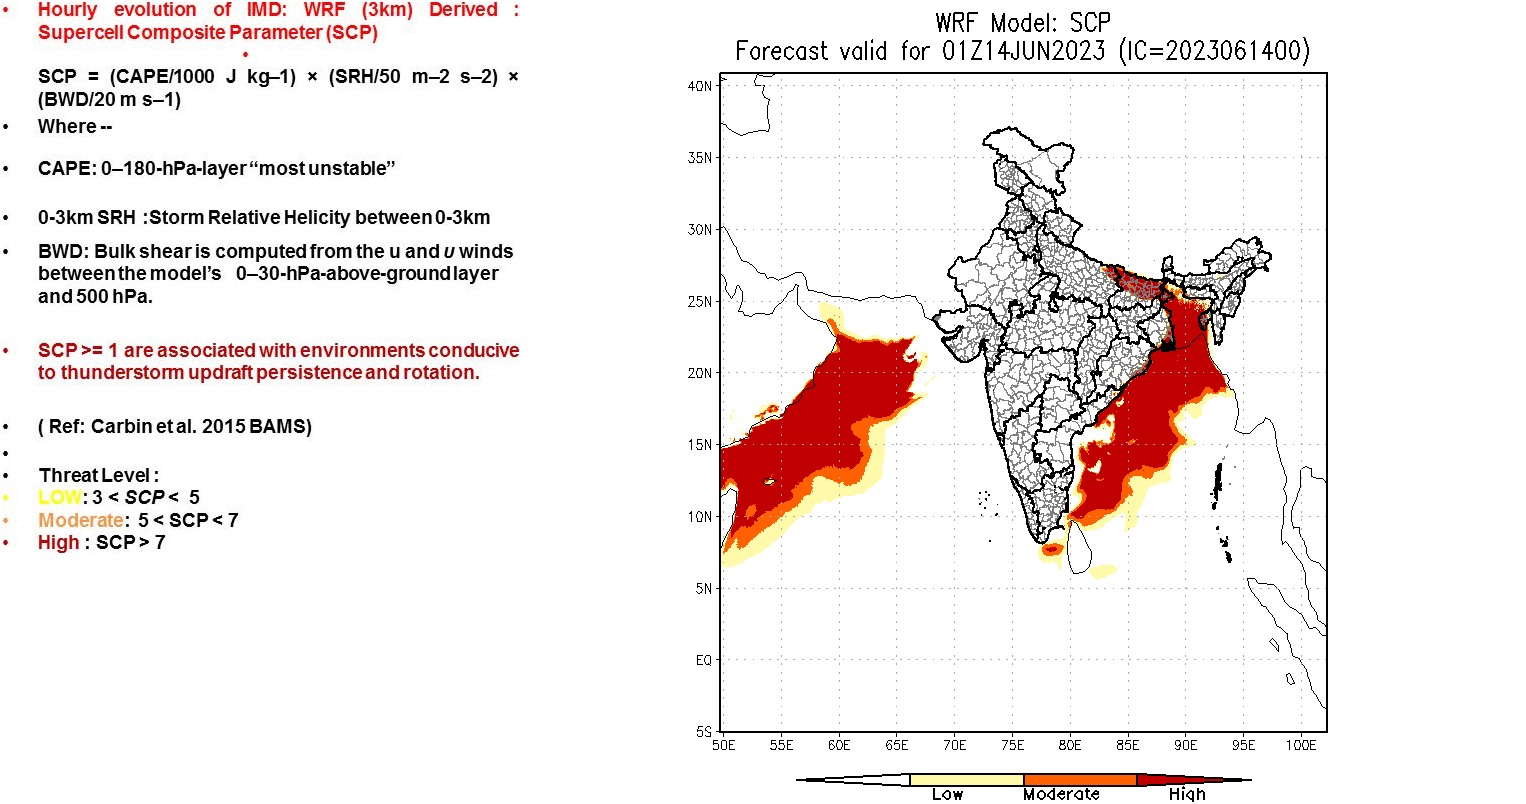 Hourly evolution of IMD: WRF (3km) Derived :
Supercell Composite Parameter (SCP)
SCP = (CAPE/1000 J kg–1) × (SRH/50 m–2 s–2) ×
(BWD/20 m s–1)
Where --
CAPE: 0–180-hPa-layer “most unstable”
0-3km SRH :Storm Relative Helicity between 0-3km
BWD: Bulk shear is computed from the u and υ winds
between the model’s 0–30-hPa-above-ground layer
and 500 hPa.
SCP >= 1 are associated with environments conducive
to thunderstorm updraft persistence and rotation.
( Ref: Carbin et al. 2015 BAMS)
Threat Level :
LOW: 3 < SCP < 5
Moderate: 5 < SCP < 7
High : SCP > 7
WRF Model: SCP
Forecast valid for 01Z14JUN2023 (IC=2023061400)
40N
35N
30N
25N
20N
15N
10N
5N
EQ
5S
50E 55E 60E 65E 70E 75E 80E 85E 90E 95E 100E
Low Moderate High